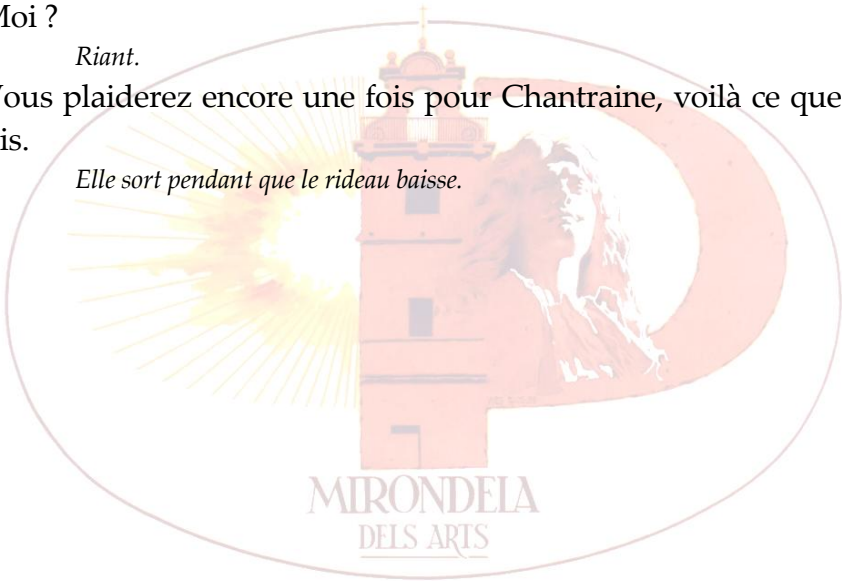 Moi ?
Riant.
Vous plaiderez encore une fois pour Chantraine, voilà ce que
is.
Elle sort pendant que le rideau baisse.
MIRONDELA
DELS ARTS